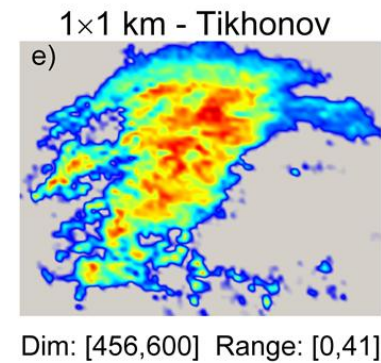 1×1 km - Tikhonov
e)
Dim: [456,600] Range: [0,41]